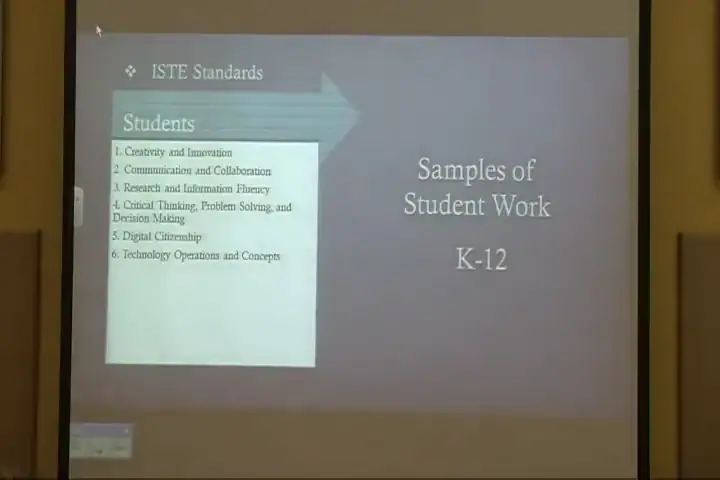 ❖ ISTE Standards
Students
1. Creativity and Innovation
2. Communication and Collaboration
3. Research and Information Fluency
4. Critical Thinking, Problem Solving, and
Decision Making
5. Digital Citizenship
6. Technology Operations and Concepts
Samples of
Student Work
K-12